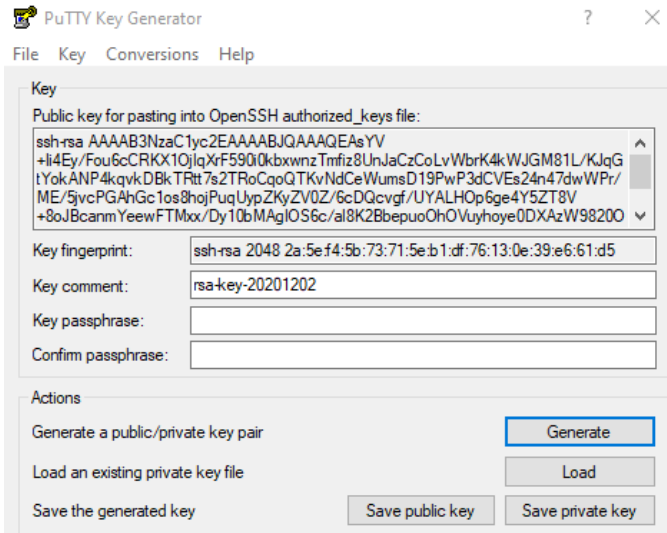 PuTTY Key Generator ? ×
File Key Conversions Help
Key
Public key for pasting into OpenSSH authorized_keys file:
ssh-rsa AAAAB3NzaC1yc2EAAAABJQAAAQEAsYV
+li4Ey/Fou6cCRKX1OjlqXrF590i0kbxwnzTmfiz8UnJaCzCoLvWbrK4kWJGM81L/KJqG
tYokANP4kqvkDBkTRtt7s2TRoCqoQTKvNdCeWumsD19PwP3dCVEs24n47dwWPr/
ME/5jvcPGAhGc1os8hojPuqUypZKyZV0Z/6cDQcvgf/UYALHOp6ge4Y5ZT8V
+8oJBcanmYeewFTMxx/Dy10bMAgIOS6c/aI8K2BbepuoOhOVuyhoye0DXAzW9820O
Key fingerprint: ssh-rsa 2048 2a:5e:f4:5b:73:71:5e:b1:df:76:13:0e:39:e6:61:d5
Key comment: rsa-key-20201202
Key passphrase:
Confirm passphrase:
Actions
Generate a public/private key pair Generate
Load an existing private key file Load
Save the generated key Save public key Save private key